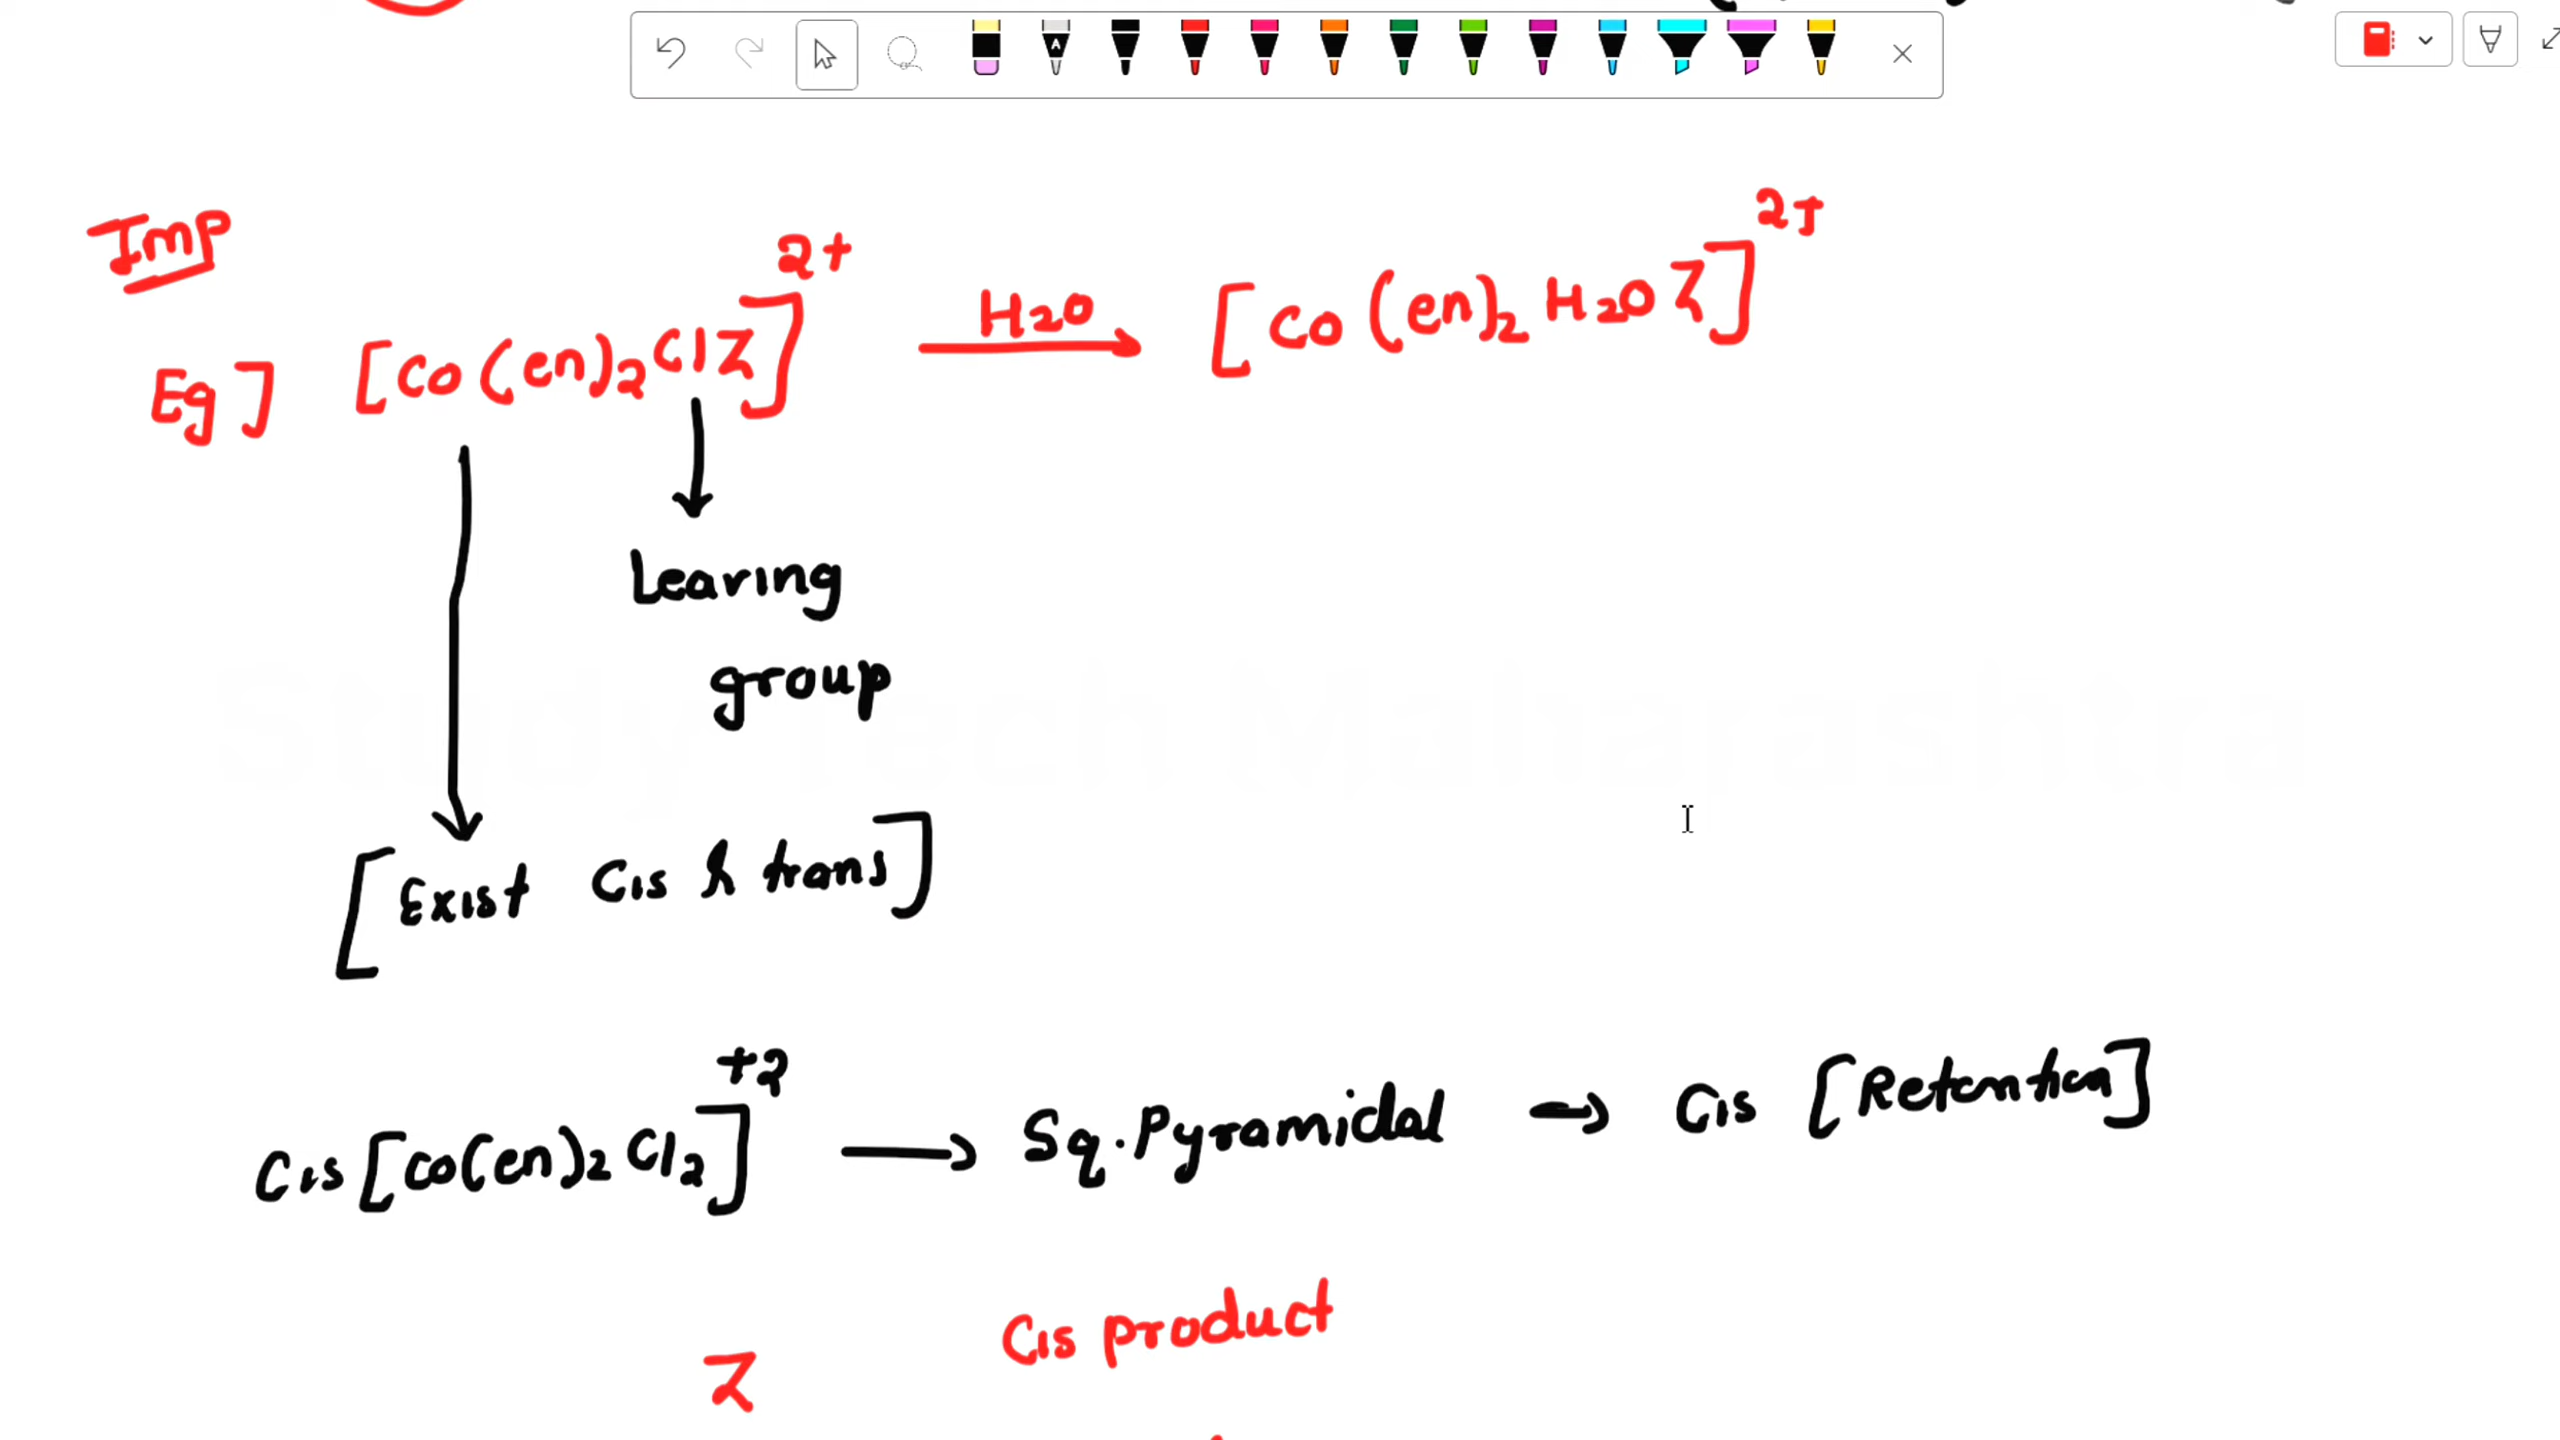 Imp
Eg] [Co(en)2ClZ]2+ H2O → [Co(en)2H2OZ]2+
Leaving
group
[Exist Cis & trans]
Cis[Co(en)2Cl2]+2 → Sq.Pyramidal → Cis [Retention]
Cis product
Z